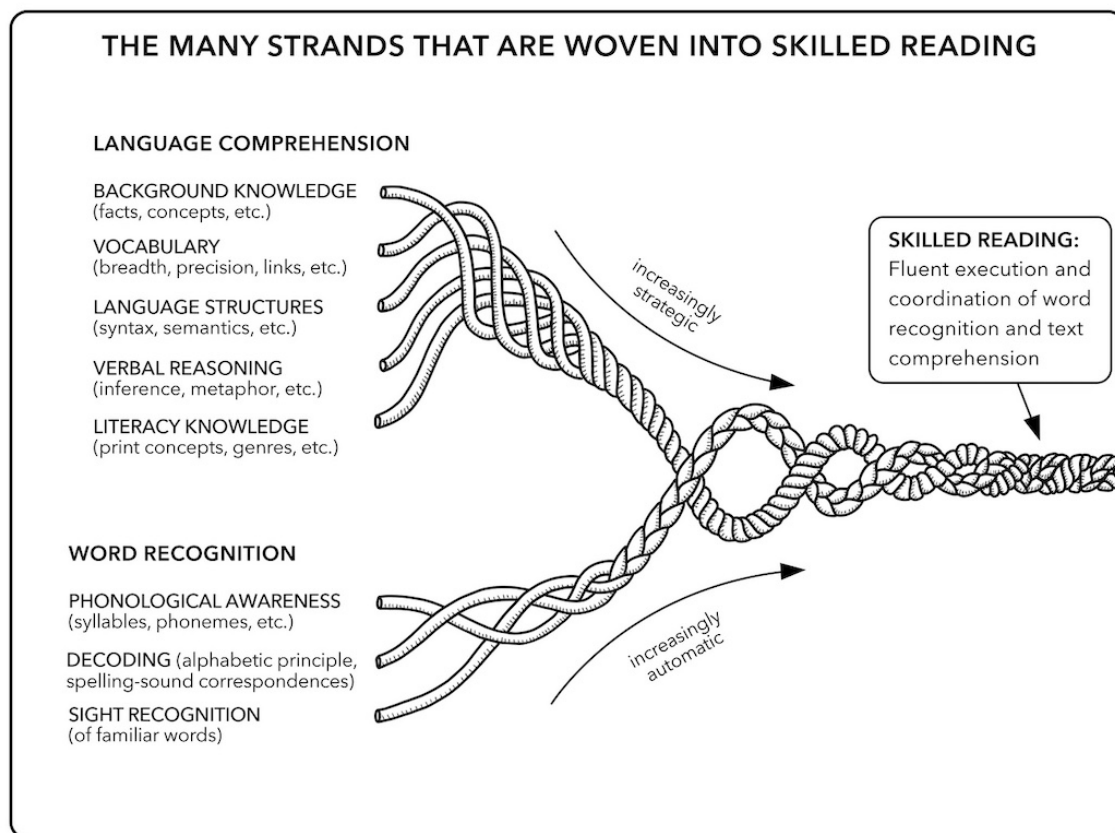 THE MANY STRANDS THAT ARE WOVEN INTO SKILLED READING
LANGUAGE COMPREHENSION
BACKGROUND KNOWLEDGE
(facts, concepts, etc.)
VOCABULARY
(breadth, precision, links, etc.)
LANGUAGE STRUCTURES
(syntax, semantics, etc.)
VERBAL REASONING
(inference, metaphor, etc.)
LITERACY KNOWLEDGE
(print concepts, genres, etc.)
increasingly
strategic
SKILLED READING:
Fluent execution and
coordination of word
recognition and text
comprehension
WORD RECOGNITION
PHONOLOGICAL AWARENESS
(syllables, phonemes, etc.)
DECODING (alphabetic principle,
spelling-sound correspondences)
SIGHT RECOGNITION
(of familiar words)
increasingly
automatic